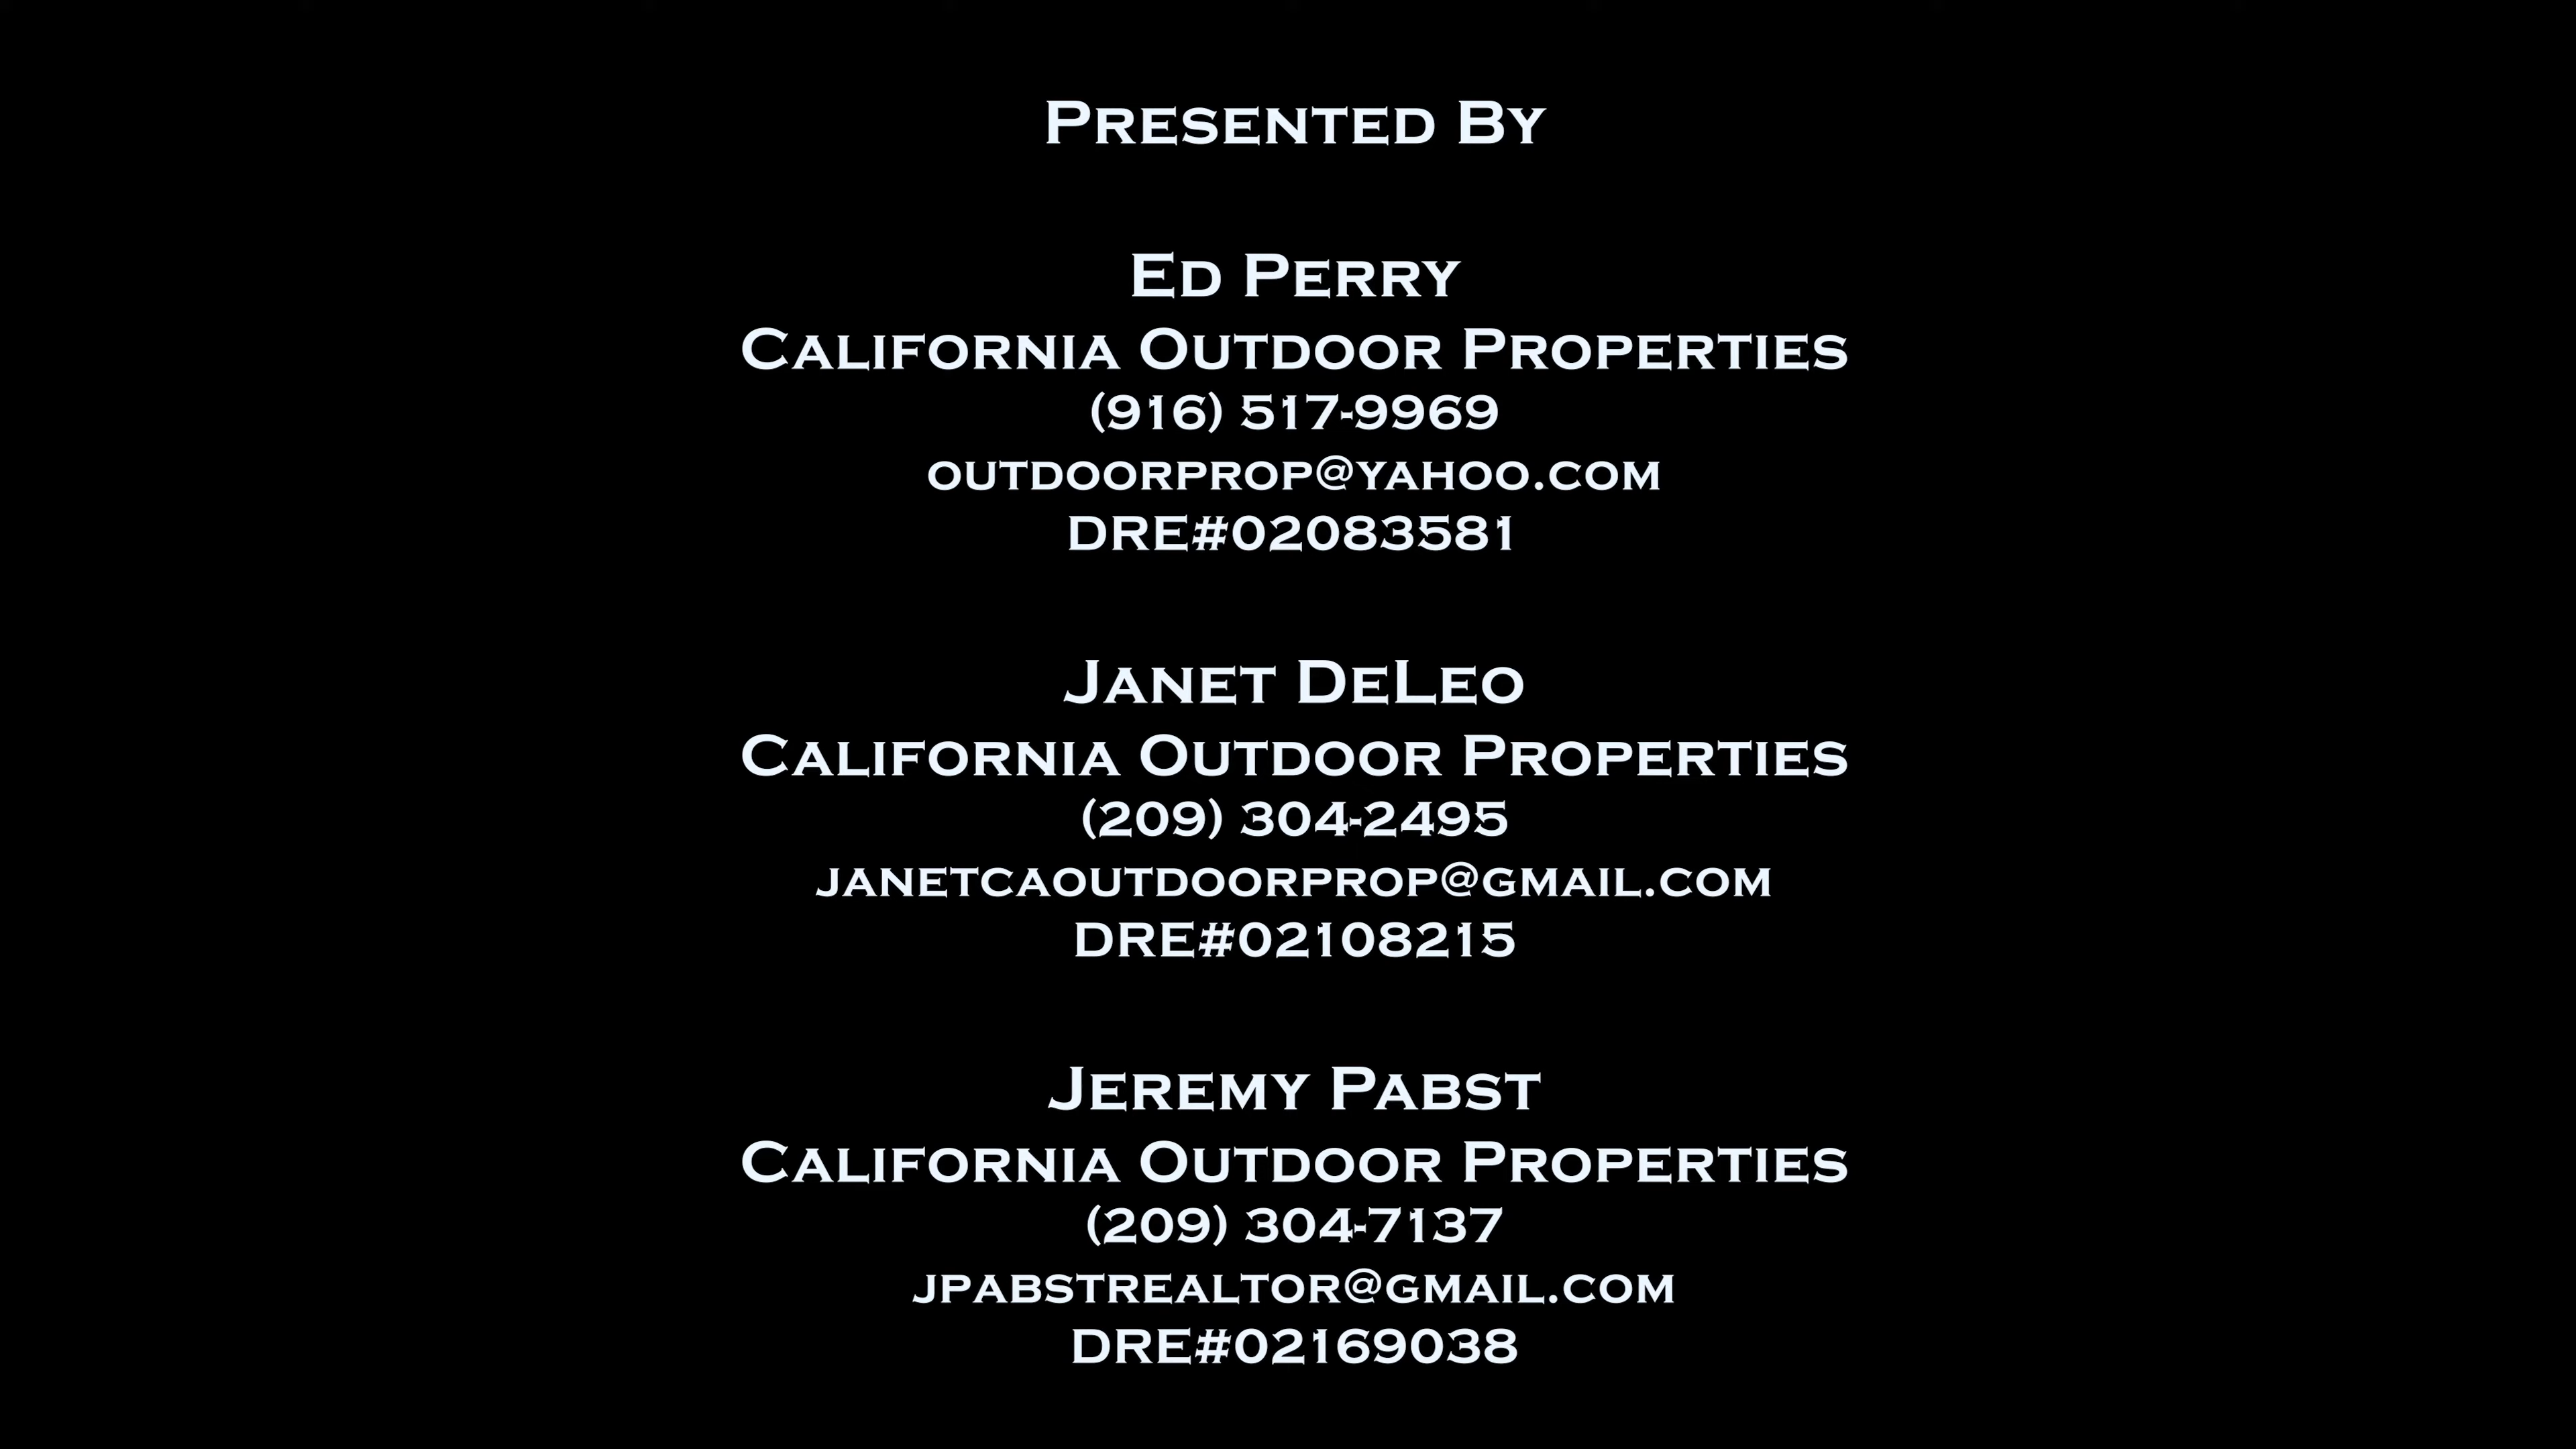 Presented By
Ed Perry
California Outdoor Properties
(916) 517-9969
outdoorprop@yahoo.com
DRE#02083581
Janet DeLeo
California Outdoor Properties
(209) 304-2495
janetcaoutdoorprop@gmail.com
DRE#02108215
Jeremy Pabst
California Outdoor Properties
(209) 304-7137
jpabstrealtor@gmail.com
DRE#02169038